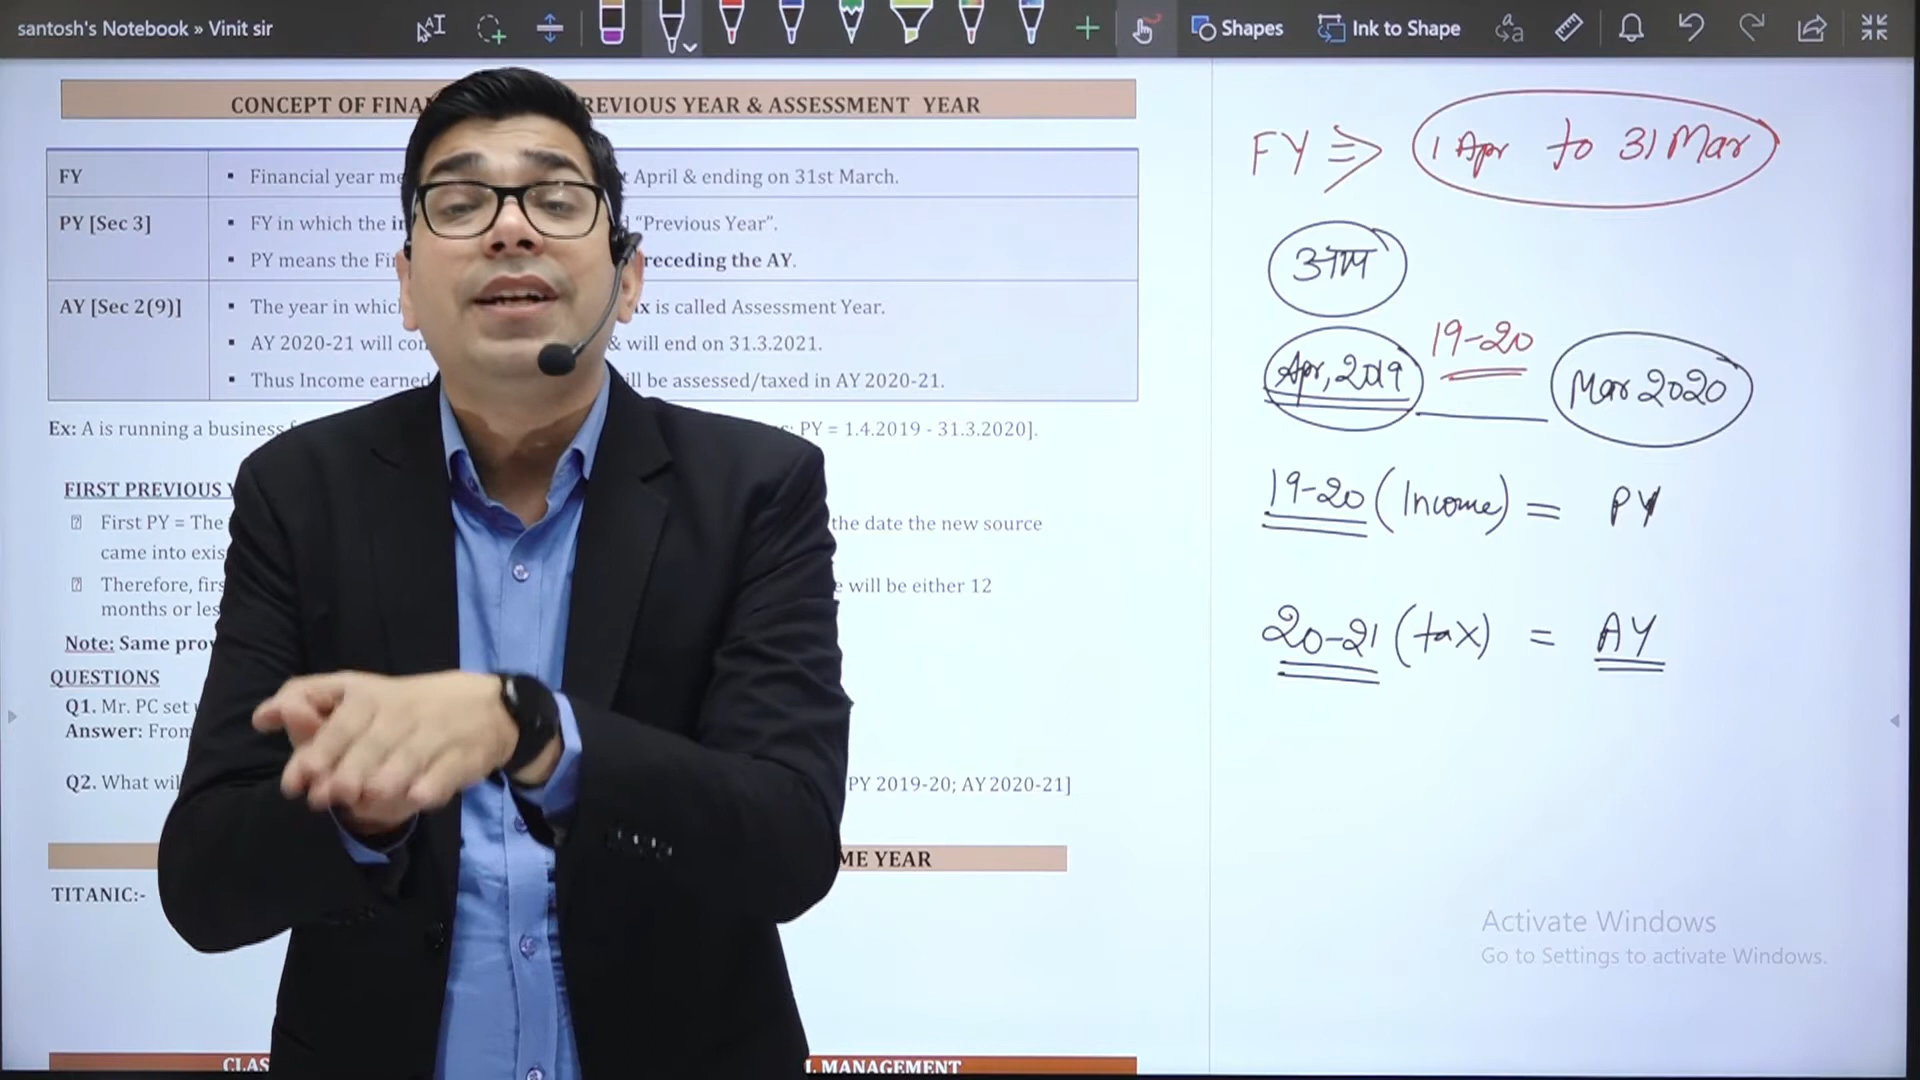 santosh's Notebook » Vinit sir
Shapes
Ink to Shape
CONCEPT OF FINA REVIOUS YEAR & ASSESSMENT YEAR
FY
▪ Financial year me t April & ending on 31st March.
PY [Sec 3]
▪ FY in which the in d “Previous Year”.
▪ PY means the Fin receding the AY.
AY [Sec 2(9)]
▪ The year in which ax is called Assessment Year.
▪ AY 2020-21 will com & will end on 31.3.2021.
▪ Thus Income earned ill be assessed/taxed in AY 2020-21.
Ex: A is running a business PY = 1.4.2019 - 31.3.2020].
FIRST PREVIOUS Y
First PY = The the date the new source
came into exis
Therefore, firs e will be either 12
months or les
Note: Same prov
QUESTIONS
Q1. Mr. PC set
Answer: From
Q2. What will PY 2019-20; AY 2020-21]
ME YEAR
TITANIC:-
CLAS L MANAGEMENT
FY ⇒ 1 Apr to 31 Mar
आम
Apr, 2019 19-20 Mar 2020
19-20 (Income) = PY
20-21 (tax) = AY
Activate Windows
Go to Settings to activate Windows.